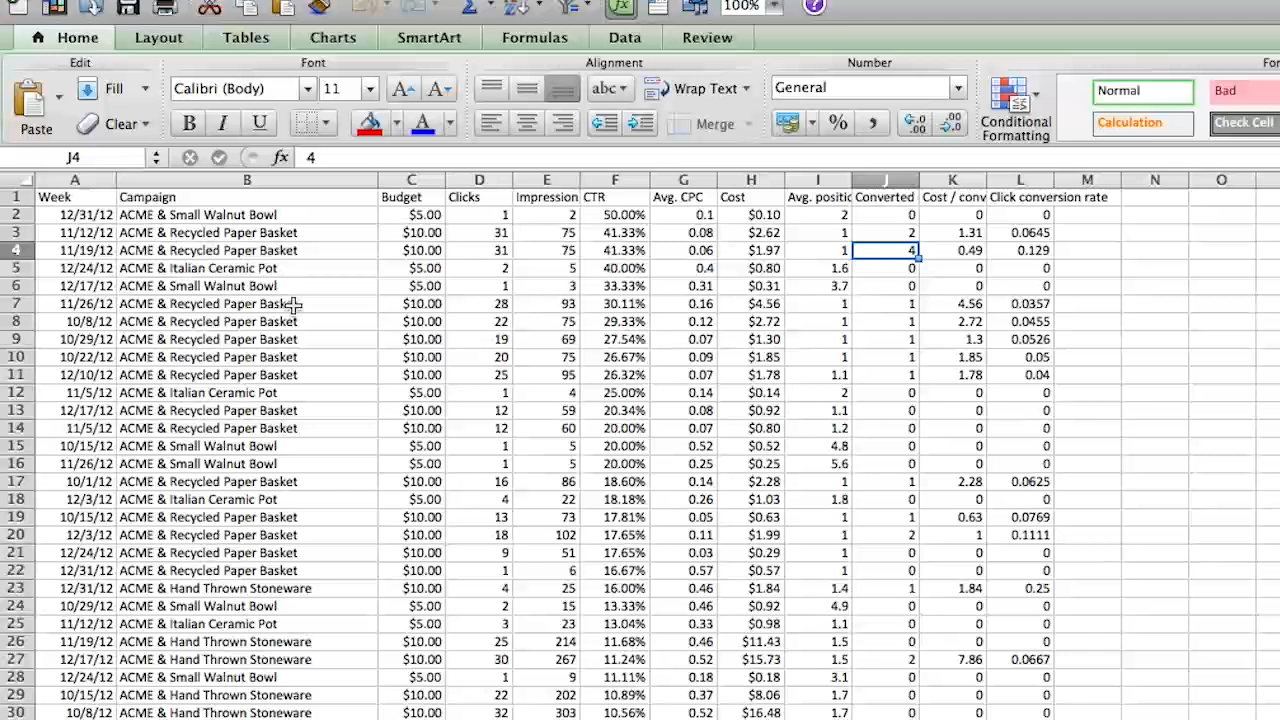 100%
Home Layout Tables Charts SmartArt Formulas Data Review
Edit Font Alignment Number
Fill Calibri (Body) 11 A A abc Wrap Text General Normal Bad
Paste Clear B I U A Merge % Conditional Formatting Calculation Check Cell
J4 fx 4
A B C D E F G H I J K L M N O
1 Week Campaign Budget Clicks Impression CTR Avg. CPC Cost Avg. positic Converted Cost / conv Click conversion rate
2 12/31/12 ACME & Small Walnut Bowl $5.00 1 2 50.00% 0.1 $0.10 2 0 0 0
3 11/12/12 ACME & Recycled Paper Basket $10.00 31 75 41.33% 0.08 $2.62 1 2 1.31 0.0645
4 11/19/12 ACME & Recycled Paper Basket $10.00 31 75 41.33% 0.06 $1.97 1 4 0.49 0.129
5 12/24/12 ACME & Italian Ceramic Pot $5.00 2 5 40.00% 0.4 $0.80 1.6 0 0 0
6 12/17/12 ACME & Small Walnut Bowl $5.00 1 3 33.33% 0.31 $0.31 3.7 0 0 0
7 11/26/12 ACME & Recycled Paper Basket $10.00 28 93 30.11% 0.16 $4.56 1 1 4.56 0.0357
8 10/8/12 ACME & Recycled Paper Basket $10.00 22 75 29.33% 0.12 $2.72 1 1 2.72 0.0455
9 10/29/12 ACME & Recycled Paper Basket $10.00 19 69 27.54% 0.07 $1.30 1 1 1.3 0.0526
10 10/22/12 ACME & Recycled Paper Basket $10.00 20 75 26.67% 0.09 $1.85 1 1 1.85 0.05
11 12/10/12 ACME & Recycled Paper Basket $10.00 25 95 26.32% 0.07 $1.78 1.1 1 1.78 0.04
12 11/5/12 ACME & Italian Ceramic Pot $5.00 1 4 25.00% 0.14 $0.14 2 0 0 0
13 12/17/12 ACME & Recycled Paper Basket $10.00 12 59 20.34% 0.08 $0.92 1.1 0 0 0
14 11/5/12 ACME & Recycled Paper Basket $10.00 12 60 20.00% 0.07 $0.80 1.2 0 0 0
15 10/15/12 ACME & Small Walnut Bowl $5.00 1 5 20.00% 0.52 $0.52 4.8 0 0 0
16 11/26/12 ACME & Small Walnut Bowl $5.00 1 5 20.00% 0.25 $0.25 5.6 0 0 0
17 10/1/12 ACME & Recycled Paper Basket $10.00 16 86 18.60% 0.14 $2.28 1 1 2.28 0.0625
18 12/3/12 ACME & Italian Ceramic Pot $5.00 4 22 18.18% 0.26 $1.03 1.8 0 0 0
19 10/15/12 ACME & Recycled Paper Basket $10.00 13 73 17.81% 0.05 $0.63 1 1 0.63 0.0769
20 12/3/12 ACME & Recycled Paper Basket $10.00 18 102 17.65% 0.11 $1.99 1 2 1 0.1111
21 12/24/12 ACME & Recycled Paper Basket $10.00 9 51 17.65% 0.03 $0.29 1 0 0 0
22 12/31/12 ACME & Recycled Paper Basket $10.00 1 6 16.67% 0.57 $0.57 1 0 0 0
23 12/31/12 ACME & Hand Thrown Stoneware $10.00 4 25 16.00% 0.46 $1.84 1.4 1 1.84 0.25
24 10/29/12 ACME & Small Walnut Bowl $5.00 2 15 13.33% 0.46 $0.92 4.9 0 0 0
25 11/12/12 ACME & Italian Ceramic Pot $5.00 3 23 13.04% 0.33 $0.98 1.1 0 0 0
26 11/19/12 ACME & Hand Thrown Stoneware $10.00 25 214 11.68% 0.46 $11.43 1.5 0 0 0
27 12/17/12 ACME & Hand Thrown Stoneware $10.00 30 267 11.24% 0.52 $15.73 1.5 2 7.86 0.0667
28 12/24/12 ACME & Small Walnut Bowl $5.00 1 9 11.11% 0.18 $0.18 3.1 0 0 0
29 10/15/12 ACME & Hand Thrown Stoneware $10.00 22 202 10.89% 0.37 $8.06 1.7 0 0 0
30 10/8/12 ACME & Hand Thrown Stoneware $10.00 32 303 10.56% 0.52 $16.48 1.7 0 0 0